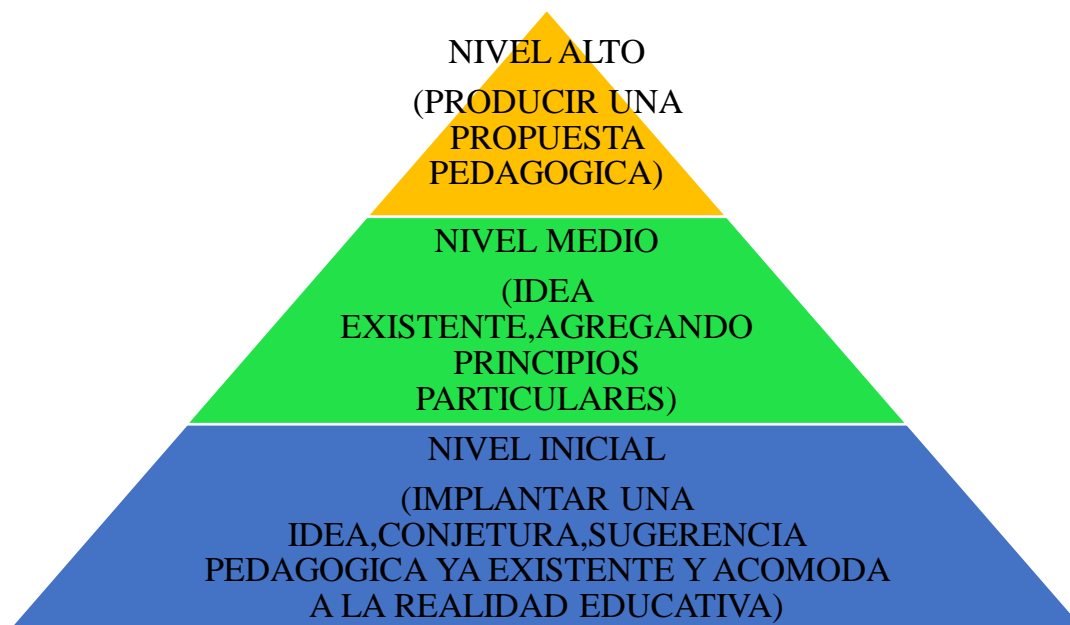 NIVEL ALTO
(PRODUCIR UNA
PROPUESTA
PEDAGOGICA)
NIVEL MEDIO
(IDEA
EXISTENTE,AGREGANDO
PRINCIPIOS
PARTICULARES)
NIVEL INICIAL
(IMPLANTAR UNA
IDEA,CONJETURA,SUGERENCIA
PEDAGOGICA YA EXISTENTE Y ACOMODA
A LA REALIDAD EDUCATIVA)